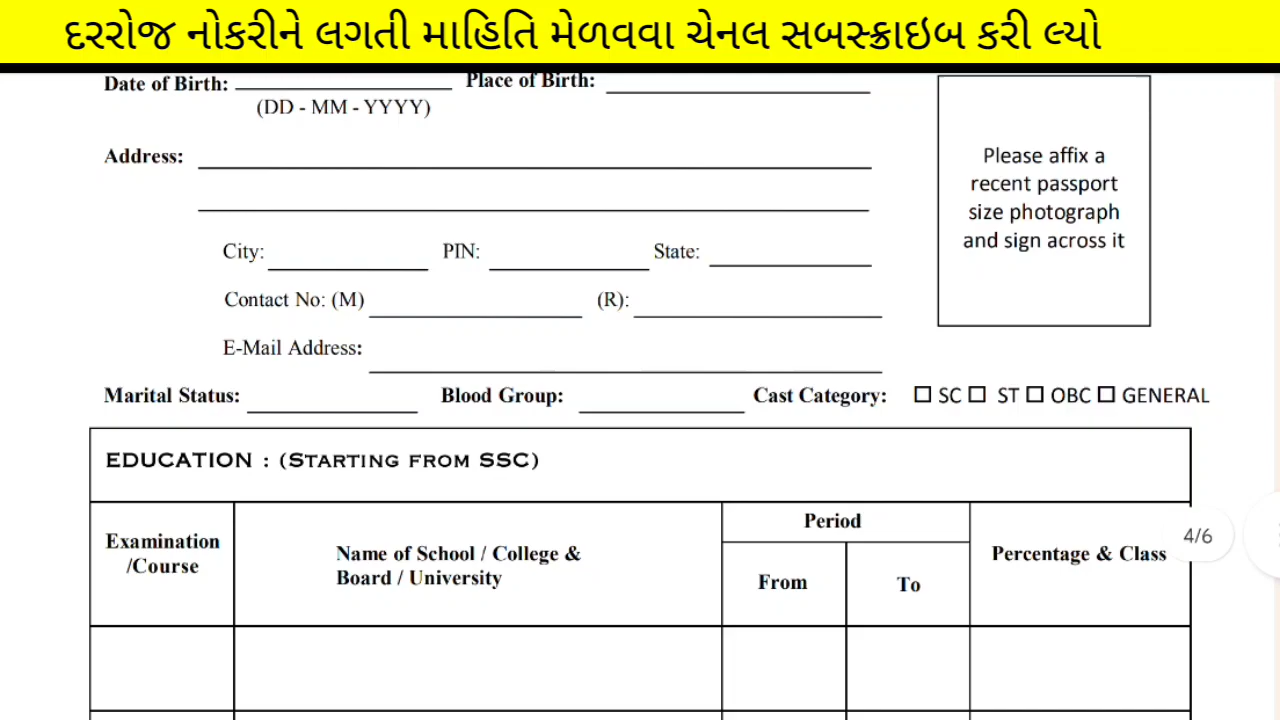 દરરોજ નોકરીને લગતી માહિતિ મેળવવા ચેનલ સબસ્ક્રાઇબ કરી લ્યો
Date of Birth: Place of Birth:
(DD - MM - YYYY)
Please affix a
recent passport
size photograph
and sign across it
Address:
City: PIN: State:
Contact No: (M) (R):
E-Mail Address:
Marital Status: Blood Group: Cast Category: ☐ SC ☐ ST ☐ OBC ☐ GENERAL
EDUCATION : (STARTING FROM SSC)
Examination
/Course
Name of School / College &
Board / University
Period
From To
Percentage & Class
4/6